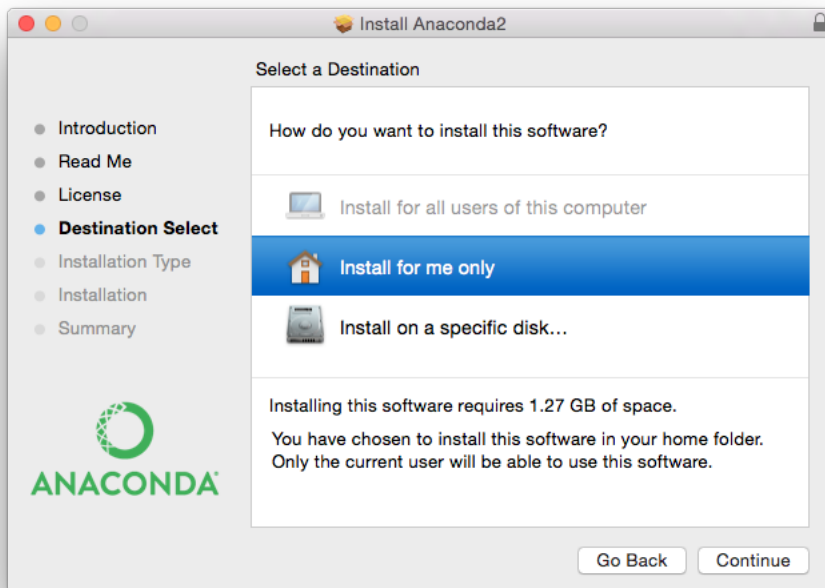 Install Anaconda2
Select a Destination
Introduction
Read Me
License
Destination Select
Installation Type
Installation
Summary
ANACONDA
How do you want to install this software?
Install for all users of this computer
Install for me only
Install on a specific disk...
Installing this software requires 1.27 GB of space.
You have chosen to install this software in your home folder.
Only the current user will be able to use this software.
Go Back
Continue